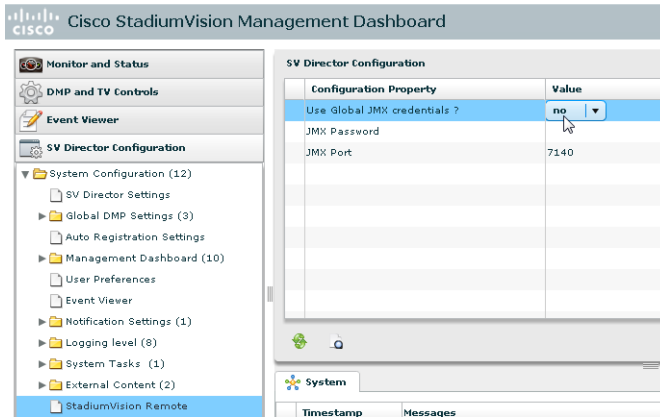 CISCO
Cisco StadiumVision Management Dashboard
Monitor and Status
DMP and TV Controls
Event Viewer
SV Director Configuration
System Configuration (12)
SV Director Settings
Global DMP Settings (3)
Auto Registration Settings
Management Dashboard (10)
User Preferences
Event Viewer
Notification Settings (1)
Logging level (8)
System Tasks (1)
External Content (2)
StadiumVision Remote
SV Director Configuration
Configuration Property Value
Use Global JMX credentials ? no
JMX Password
JMX Port 7140
System
Timestamp Messages